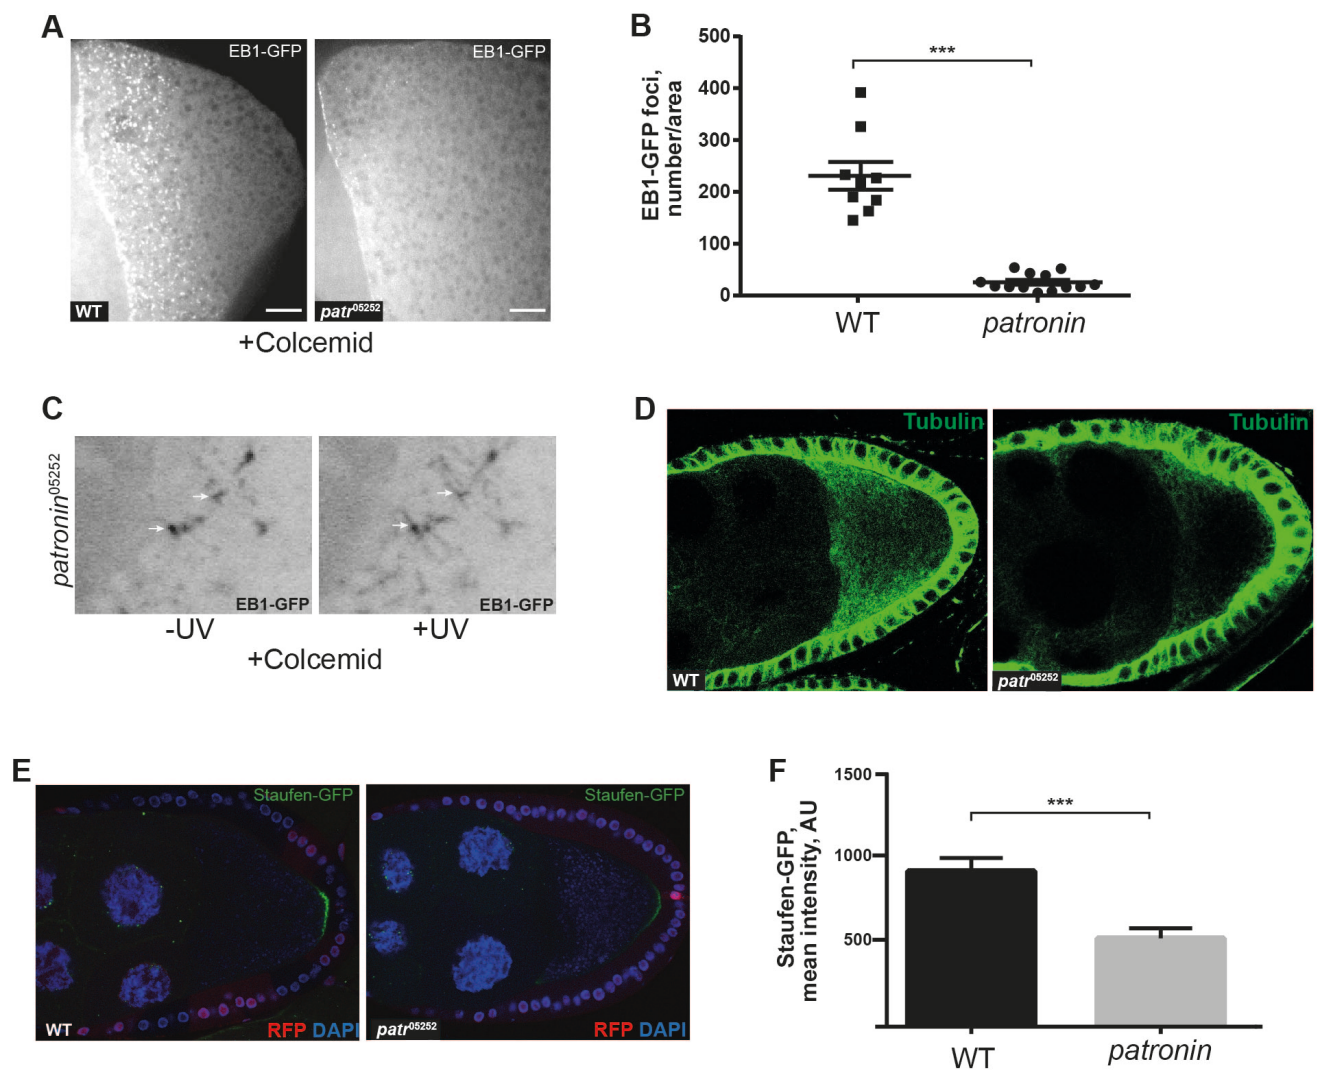 A
EB1-GFP
EB1-GFP
WT
patr05252
+Colcemid
B
EB1-GFP foci,
number/area
500
400
300
200
100
0
***
WT
patronin
C
patronin05252
EB1-GFP
EB1-GFP
-UV
+UV
+Colcemid
D
Tubulin
Tubulin
WT
patr05252
E
Staufen-GFP
Staufen-GFP
WT
RFP DAPI
patr05252
RFP DAPI
F
Staufen-GFP,
mean intensity, AU
1500
1000
500
***
WT
patronin